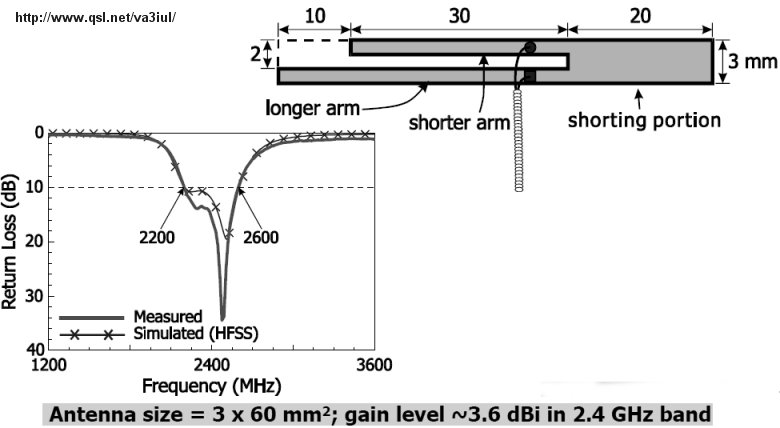 http://www.qsl.net/va3iul/
10 30 20
2
3 mm
longer arm
shorter arm
shorting portion
0
10
20
30
40
Return Loss (dB)
2200
2600
Measured
Simulated (HFSS)
1200 2400 3600
Frequency (MHz)
Antenna size = 3 x 60 mm²; gain level ~3.6 dBi in 2.4 GHz band